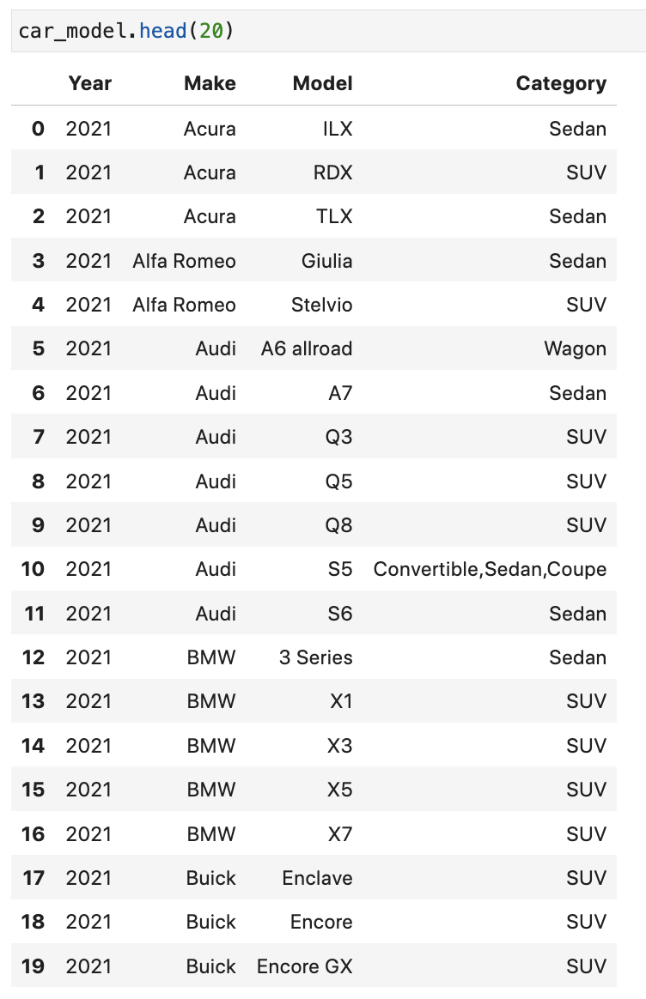 car_model.head(20)
Year Make Model Category
0 2021 Acura ILX Sedan
1 2021 Acura RDX SUV
2 2021 Acura TLX Sedan
3 2021 Alfa Romeo Giulia Sedan
4 2021 Alfa Romeo Stelvio SUV
5 2021 Audi A6 allroad Wagon
6 2021 Audi A7 Sedan
7 2021 Audi Q3 SUV
8 2021 Audi Q5 SUV
9 2021 Audi Q8 SUV
10 2021 Audi S5 Convertible,Sedan,Coupe
11 2021 Audi S6 Sedan
12 2021 BMW 3 Series Sedan
13 2021 BMW X1 SUV
14 2021 BMW X3 SUV
15 2021 BMW X5 SUV
16 2021 BMW X7 SUV
17 2021 Buick Enclave SUV
18 2021 Buick Encore SUV
19 2021 Buick Encore GX SUV